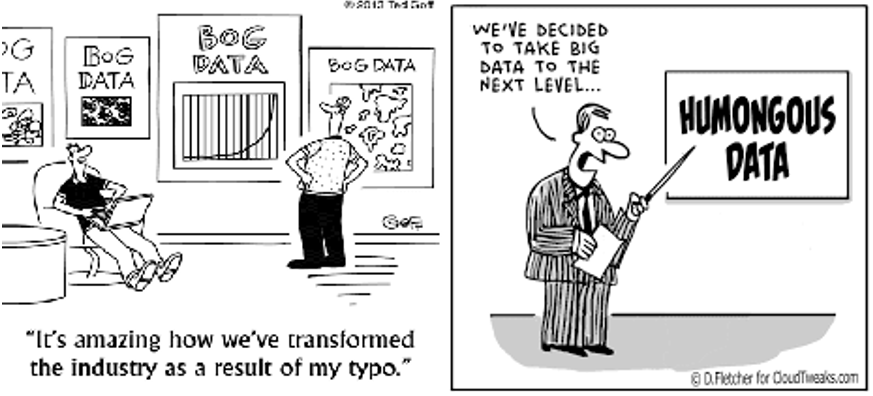 © 2013 Ted Goff
OG
TA
BOG
DATA
BOG
DATA
BOG DATA
GOFF
"It's amazing how we've transformed
the industry as a result of my typo."
WE'VE DECIDED
TO TAKE BIG
DATA TO THE
NEXT LEVEL...
HUMONGOUS
DATA
© D.Fletcher for CloudTweaks.com